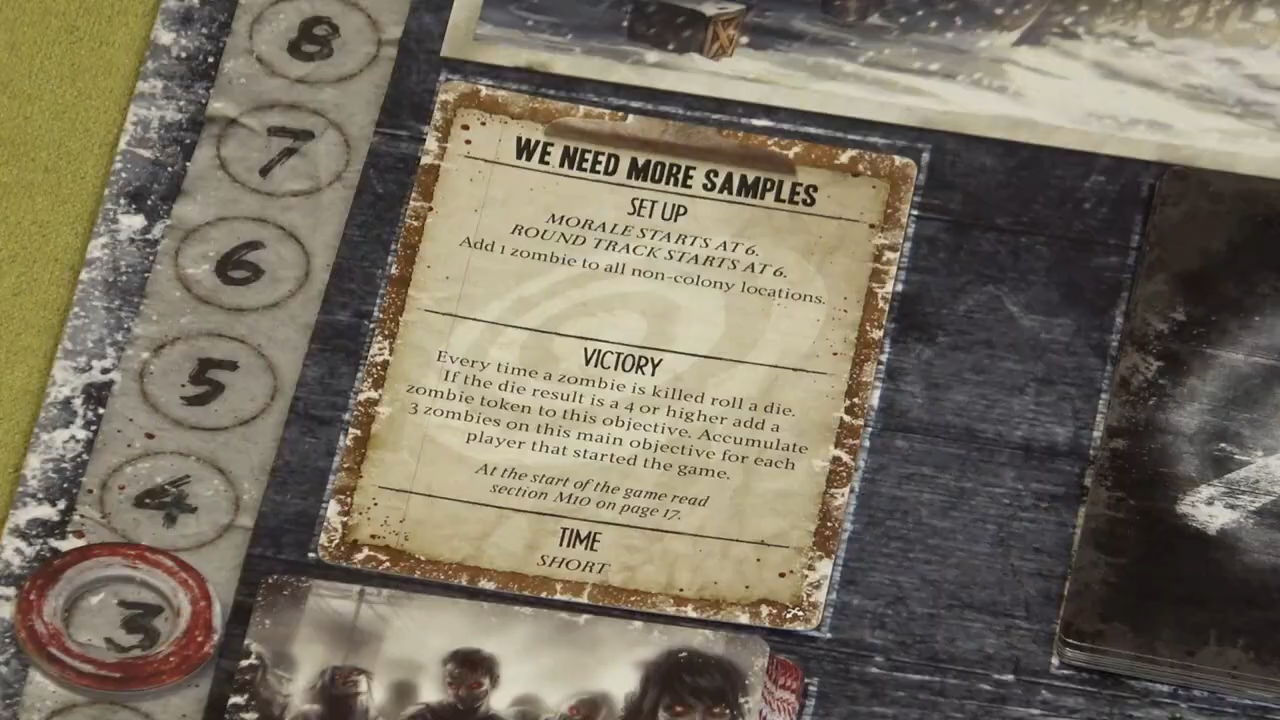 8
7
6
5
4
3
WE NEED MORE SAMPLES
SET UP
MORALE STARTS AT 6.
ROUND TRACK STARTS AT 6.
Add 1 zombie to all non-colony locations.
VICTORY
Every time a zombie is killed roll a die.
If the die result is a 4 or higher add a
zombie token to this objective. Accumulate
3 zombies on this main objective for each
player that started the game.
At the start of the game read
section M10 on page 17.
TIME
SHORT